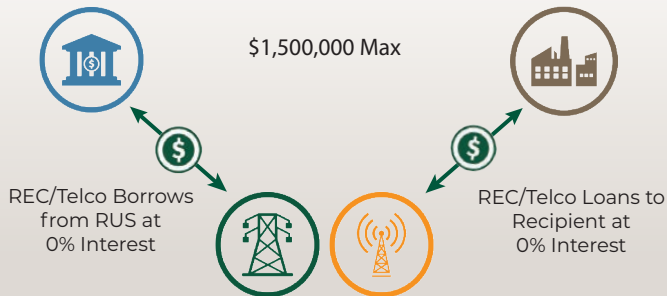 $1,500,000 Max
$
$
$
REC/Telco Borrows
from RUS at
0% Interest
REC/Telco Loans to
Recipient at
0% Interest